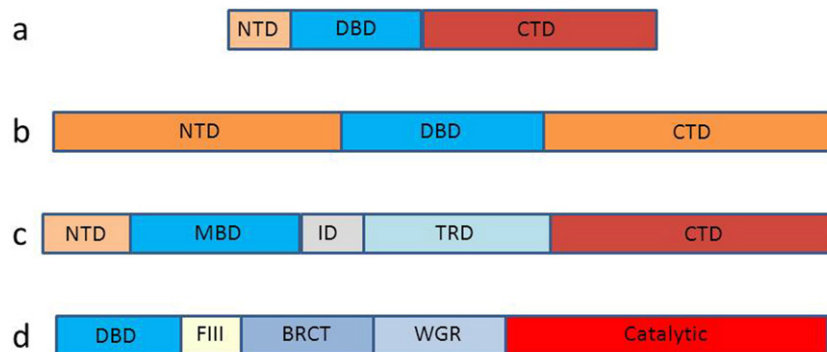 a NTD DBD CTD
b NTD DBD CTD
c NTD MBD ID TRD CTD
d DBD FIII BRCT WGR Catalytic